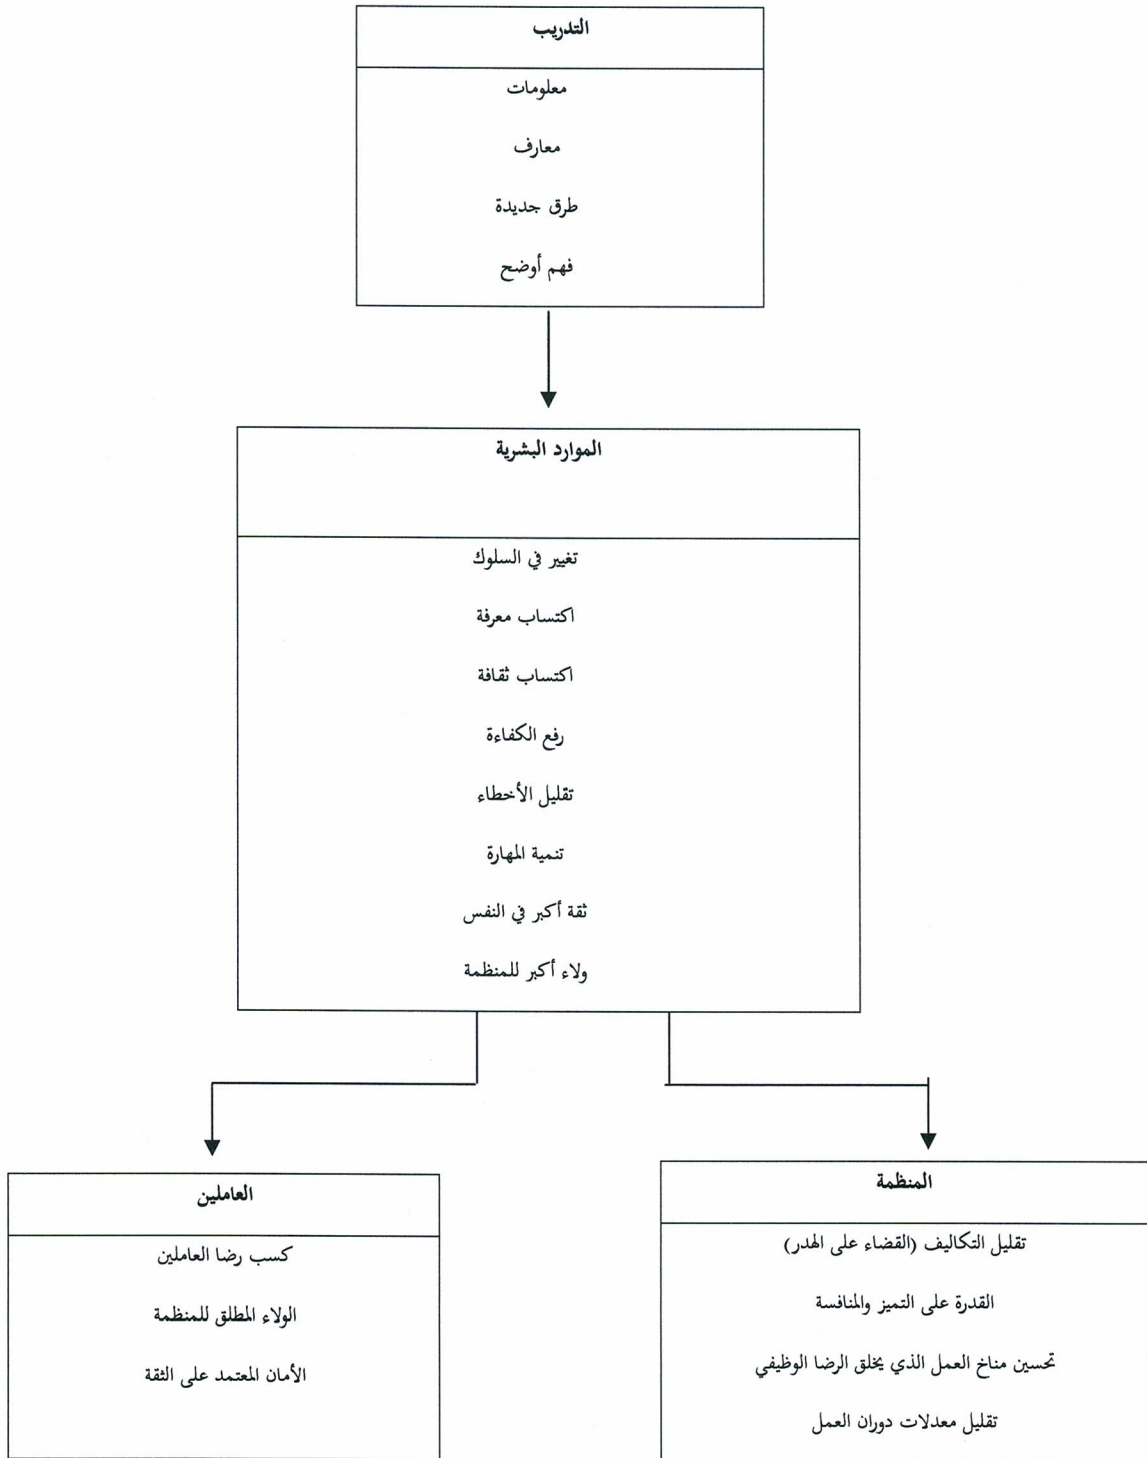 التدريب
معلومات
معارف
طرق جديدة
فهم أوضح
الموارد البشرية
تغيير في السلوك
اكتساب معرفة
اكتساب ثقافة
رفع الكفاءة
تقليل الأخطاء
تنمية المهارة
ثقة أكبر في النفس
ولاء أكبر للمنظمة
المنظمة
تقليل التكاليف (القضاء على الهدر)
القدرة على التميز والمنافسة
تحسين مناخ العمل الذي يخلق الرضا الوظيفي
تقليل معدلات دوران العمل
العاملين
كسب رضا العاملين
الولاء المطلق للمنظمة
الأمان المعتمد على الثقة